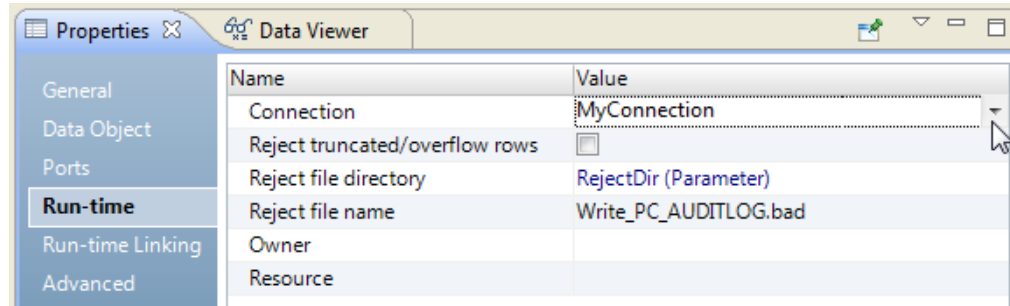 Properties Data Viewer
General
Data Object
Ports
Run-time
Run-time Linking
Advanced
Name Value
Connection MyConnection
Reject truncated/overflow rows
Reject file directory RejectDir (Parameter)
Reject file name Write_PC_AUDITLOG.bad
Owner
Resource